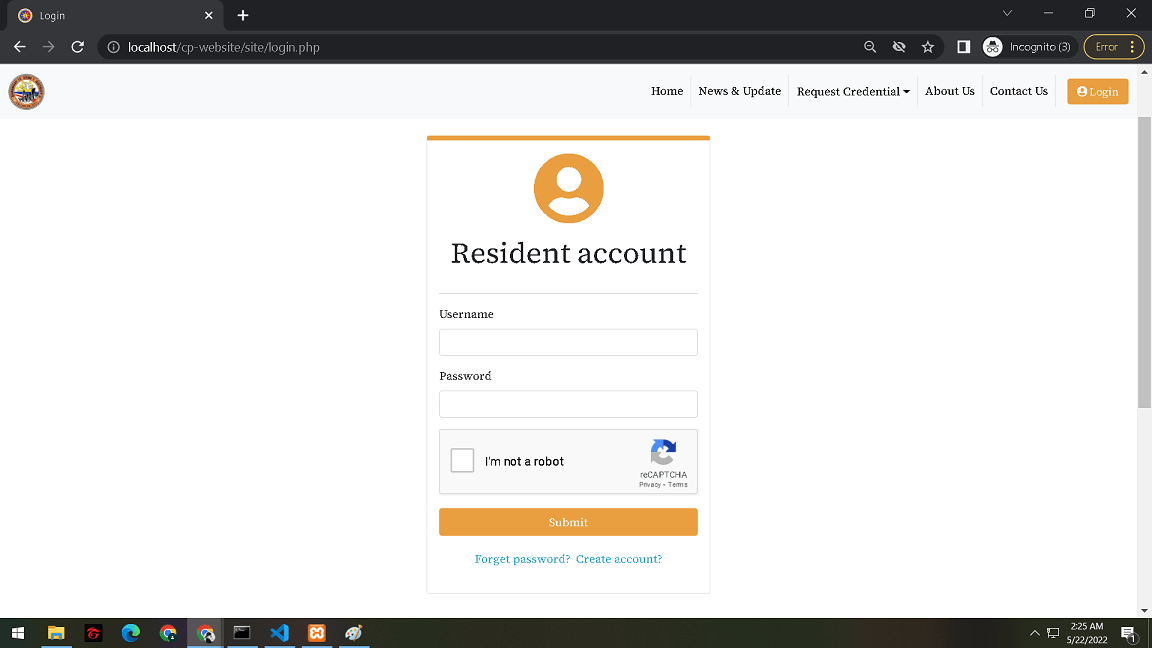 Login
localhost/cp-website/site/login.php
Incognito (3)
Error
Home
News & Update
Request Credential
About Us
Contact Us
Login
Resident account
Username
Password
I'm not a robot
reCAPTCHA
Privacy - Terms
Submit
Forget password? Create account?
2:25 AM
5/22/2022
1